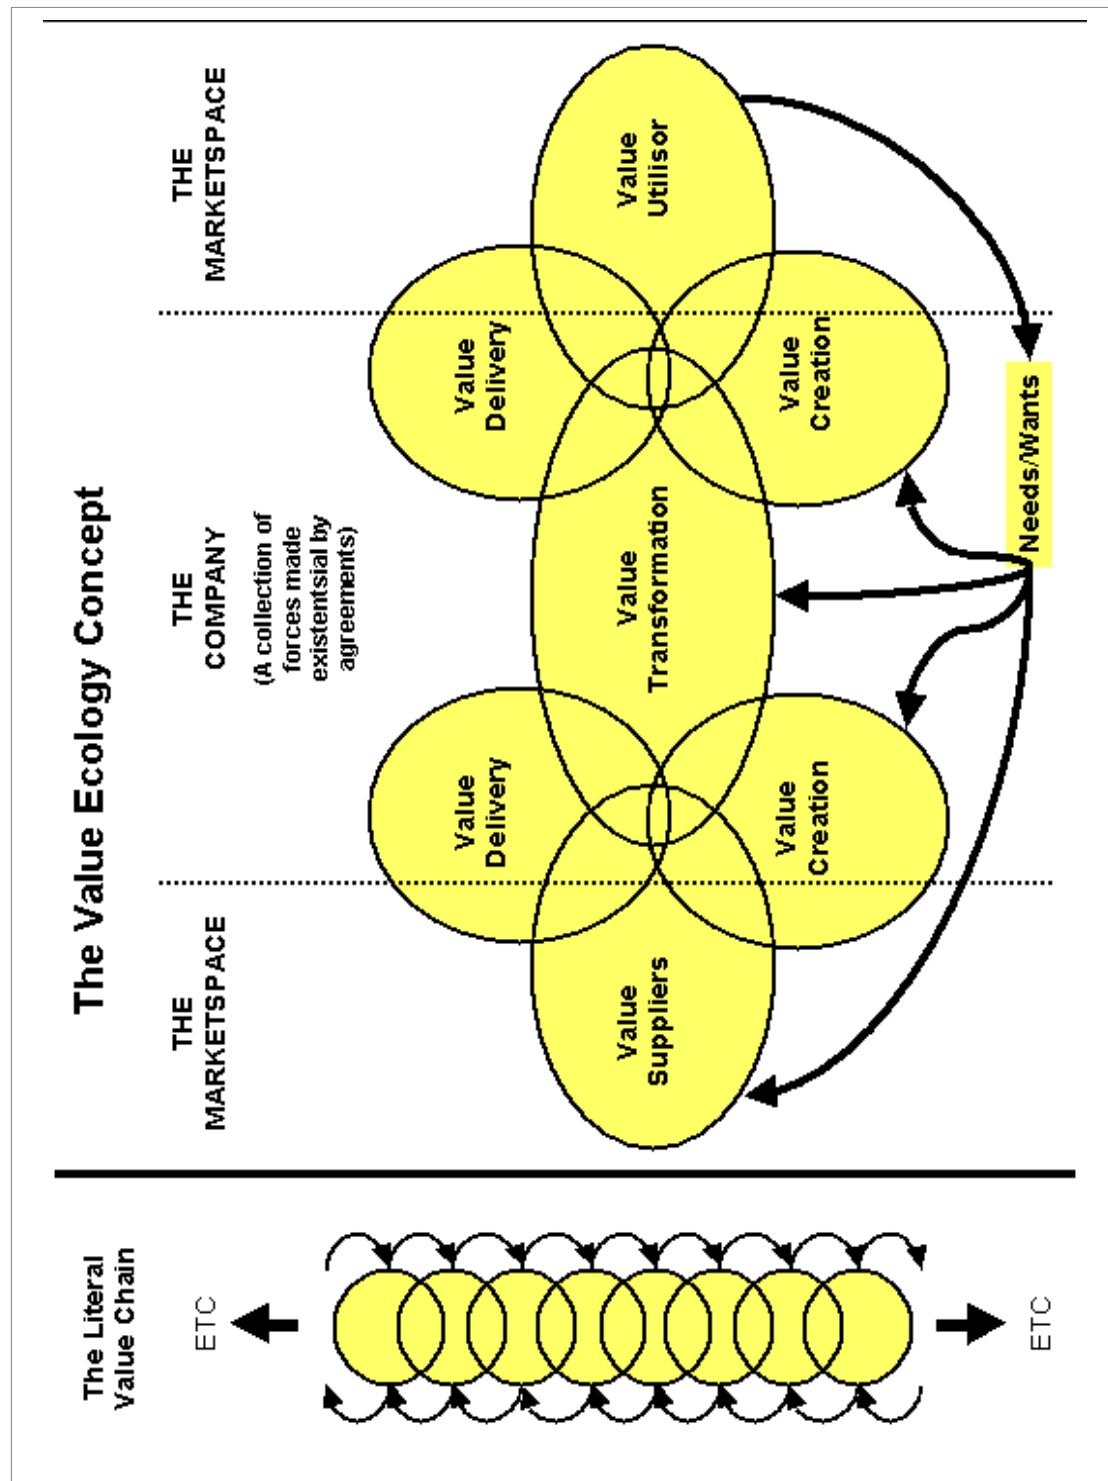 The Literal
Value Chain
ETC
ETC
The Value Ecology Concept
THE
MARKETSPACE
THE
COMPANY
(A collection of
forces made
existentsial by
agreements)
THE
MARKETSPACE
Value
Delivery
Value
Delivery
Value
Suppliers
Value
Transformation
Value
Utilisor
Value
Creation
Value
Creation
Needs/Wants